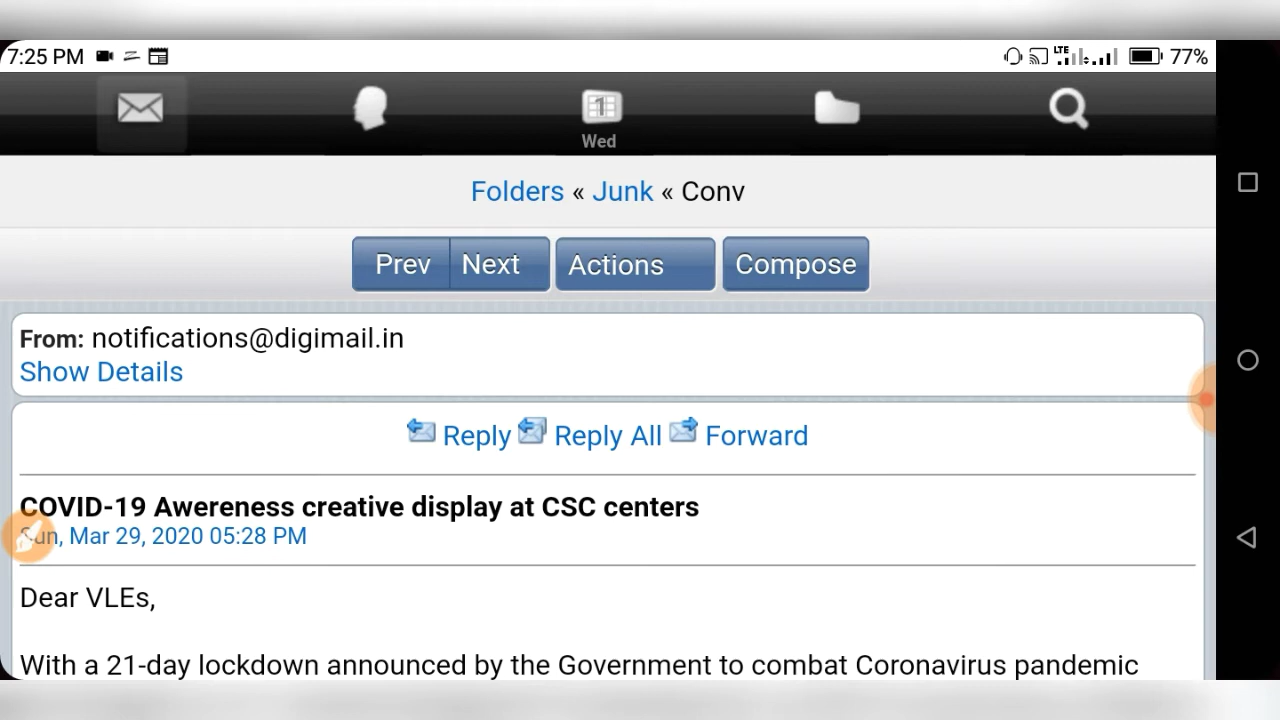 7:25 PM
LTE
77%
1
Wed
Folders « Junk « Conv
Prev Next Actions Compose
From: notifications@digimail.in
Show Details
Reply Reply All Forward
COVID-19 Awereness creative display at CSC centers
Sun, Mar 29, 2020 05:28 PM
Dear VLEs,
With a 21-day lockdown announced by the Government to combat Coronavirus pandemic